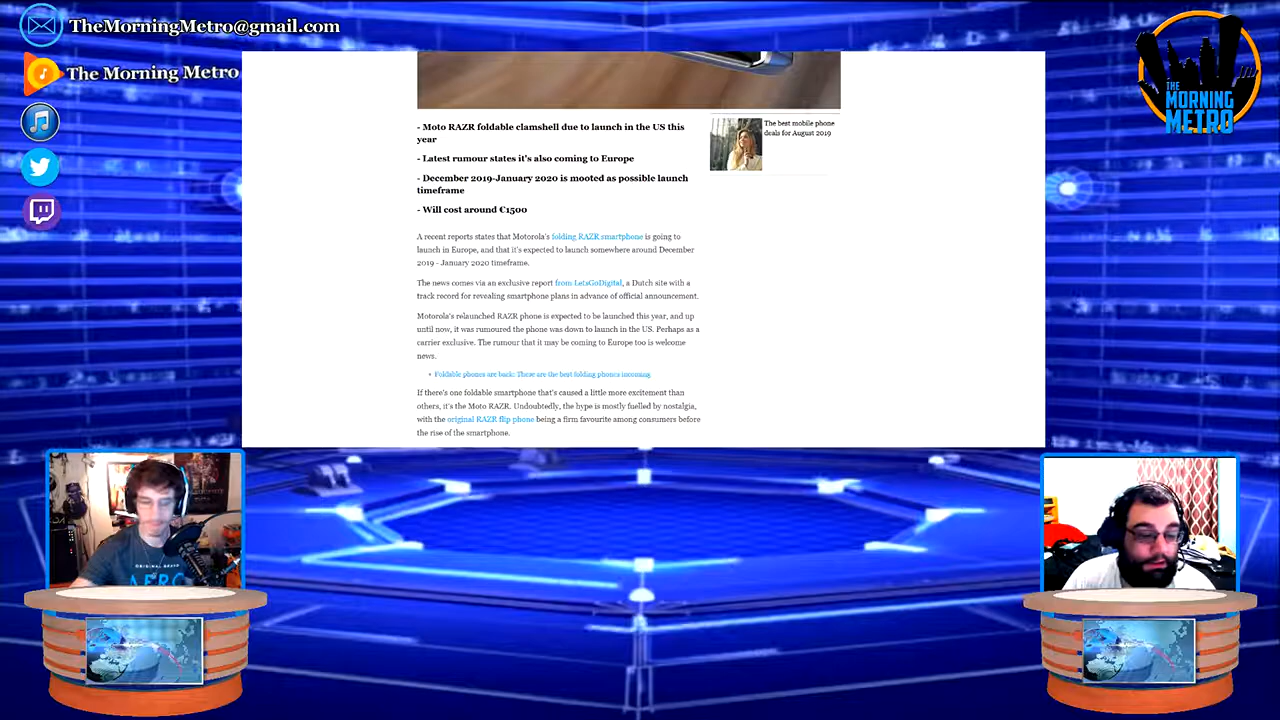 TheMorningMetro@gmail.com
The Morning Metro
THE
MORNING
METRO
- Moto RAZR foldable clamshell due to launch in the US this
year
- Latest rumour states it's also coming to Europe
- December 2019-January 2020 is mooted as possible launch
timeframe
- Will cost around €1500
The best mobile phone
deals for August 2019
A recent reports states that Motorola's folding RAZR smartphone is going to
launch in Europe, and that it's expected to launch somewhere around December
2019 - January 2020 timeframe.
The news comes via an exclusive report from LetsGoDigital, a Dutch site with a
track record for revealing smartphone plans in advance of official announcement.
Motorola's relaunched RAZR phone is expected to be launched this year, and up
until now, it was rumoured the phone was down to launch in the US. Perhaps as a
carrier exclusive. The rumour that it may be coming to Europe too is welcome
news.
• Foldable phones are back: These are the best folding phones incoming
If there's one foldable smartphone that's caused a little more excitement than
others, it's the Moto RAZR. Undoubtedly, the hype is mostly fuelled by nostalgia,
with the original RAZR flip phone being a firm favourite among consumers before
the rise of the smartphone.
AERO